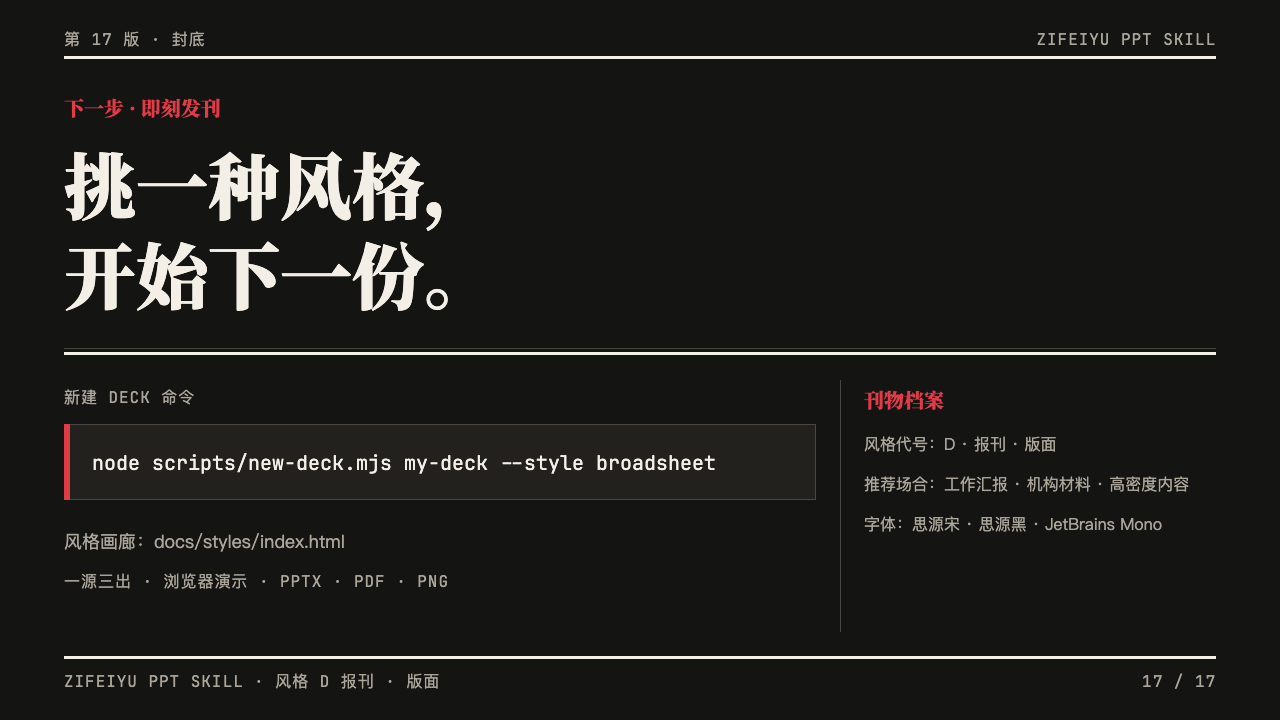 第 17 版 · 封底
ZIFEIYU PPT SKILL
下一步 · 即刻发刊
挑一种风格，
开始下一份。
新建 DECK 命令
node scripts/new-deck.mjs my-deck --style broadsheet
风格画廊：docs/styles/index.html
一源三出 · 浏览器演示 · PPTX · PDF · PNG
刊物档案
风格代号：D · 报刊 · 版面
推荐场合：工作汇报 · 机构材料 · 高密度内容
字体：思源宋 · 思源黑 · JetBrains Mono
ZIFEIYU PPT SKILL · 风格 D 报刊 · 版面
17 / 17